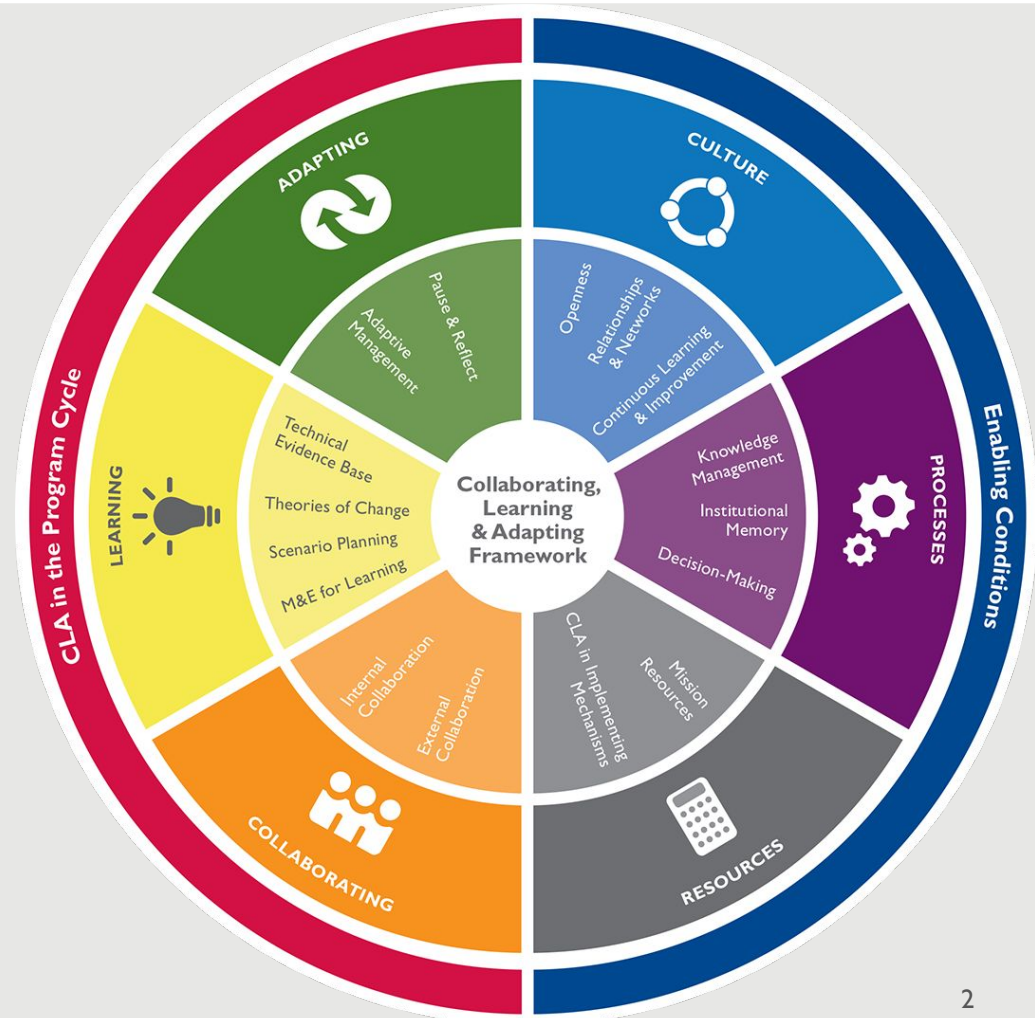 CLA in the Program Cycle
Enabling Conditions
ADAPTING
Adaptive
Management
Pause & Reflect
CULTURE
Openness
Relationships
& Networks
Continuous Learning
& Improvement
LEARNING
Technical
Evidence Base
Theories of Change
Scenario Planning
M&E for Learning
Collaborating,
Learning
& Adapting
Framework
PROCESSES
Knowledge
Management
Institutional
Memory
Decision-Making
COLLABORATING
Internal
Collaboration
External
Collaboration
RESOURCES
CLA in Implementing
Mechanisms
Mission
Resources
2